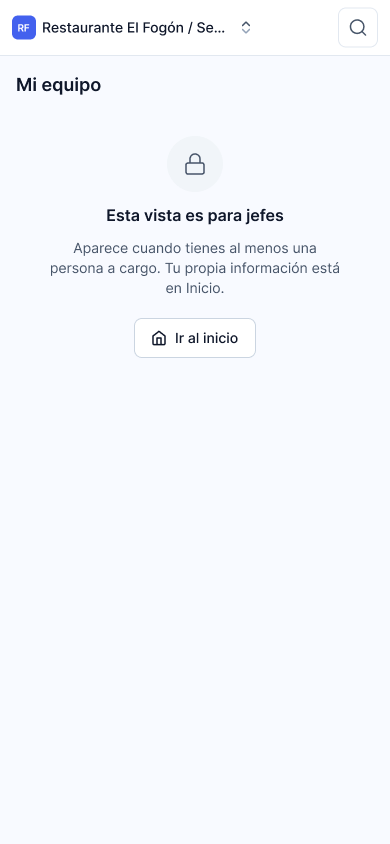 RF Restaurante El Fogón / Se...
Mi equipo
Esta vista es para jefes
Aparece cuando tienes al menos una
persona a cargo. Tu propia información está
en Inicio.
Ir al inicio